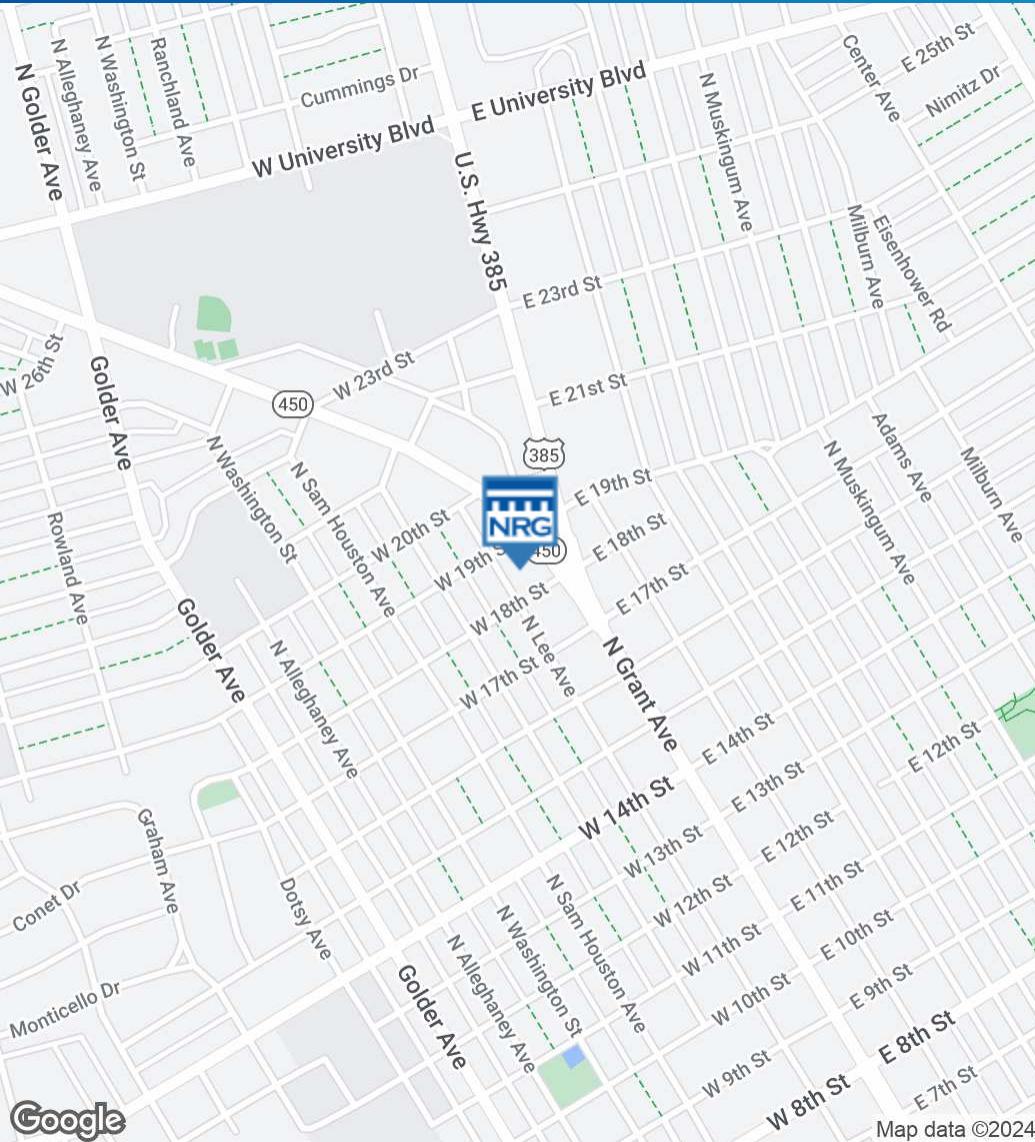 N Golder Ave
N Alleghaney Ave
N Washington St
Ranchland Ave
Cummings Dr
E University Blvd
W University Blvd
U.S. Hwy 385
N Muskingum Ave
Center Ave
E 25th St
Nimitz Dr
Milburn Ave
Eisenhower Rd
E 23rd St
W 26th St
Golder Ave
W 23rd St
450
E 21st St
385
N Washington St
N Sam Houston Ave
W 20th St
NRG
E 19th St
N Muskingum Ave
Adams Ave
Milburn Ave
Rowland Ave
W 19th St
450
E 18th St
W 18th St
E 17th St
Golder Ave
N Alleghaney Ave
N Lee Ave
W 17th St
N Grant Ave
E 14th St
E 12th St
W 14th St
E 13th St
Graham Ave
W 13th St
E 12th St
Conet Dr
Dotsy Ave
N Sam Houston Ave
W 12th St
E 11th St
N Washington St
W 11th St
E 10th St
N Alleghaney Ave
Golder Ave
Monticello Dr
W 10th St
E 9th St
W 9th St
E 8th St
W 8th St
E 7th St
Google
Map data ©2024